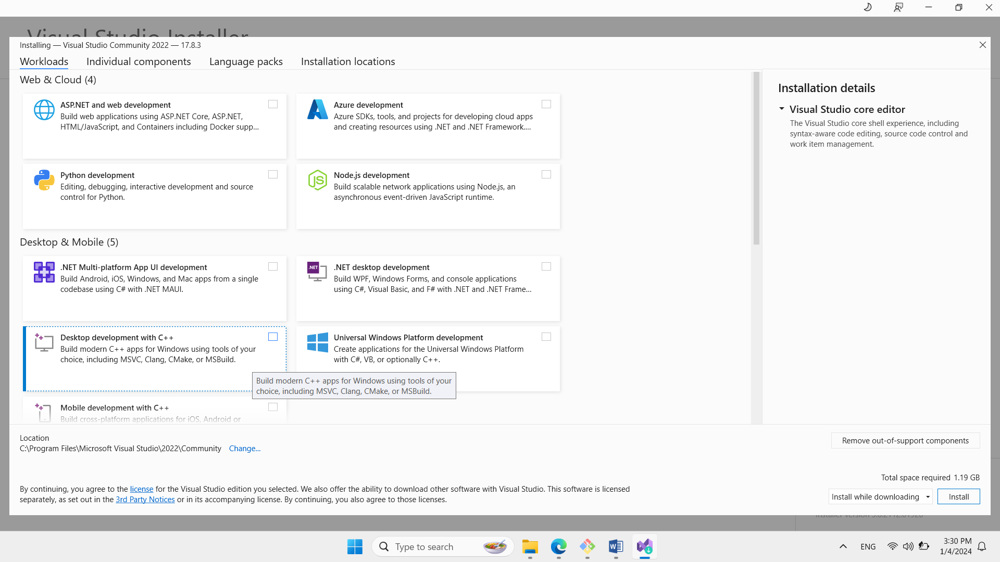 Visual Studio Installer
Installing — Visual Studio Community 2022 — 17.8.3
Workloads
Individual components
Language packs
Installation locations
Web & Cloud (4)
ASP.NET and web development
Build web applications using ASP.NET Core, ASP.NET,
HTML/JavaScript, and Containers including Docker supp...
Azure development
Azure SDKs, tools, and projects for developing cloud apps
and creating resources using .NET and .NET Framework....
Python development
Editing, debugging, interactive development and source
control for Python.
Node.js development
Build scalable network applications using Node.js, an
asynchronous event-driven JavaScript runtime.
Desktop & Mobile (5)
.NET Multi-platform App UI development
Build Android, iOS, Windows, and Mac apps from a single
codebase using C# with .NET MAUI.
.NET
.NET desktop development
Build WPF, Windows Forms, and console applications
using C#, Visual Basic, and F# with .NET and .NET Frame...
Desktop development with C++
Build modern C++ apps for Windows using tools of your
choice, including MSVC, Clang, CMake, or MSBuild.
Universal Windows Platform development
Create applications for the Universal Windows Platform
with C#, VB, or optionally C++.
Build modern C++ apps for Windows using tools of your
choice, including MSVC, Clang, CMake, or MSBuild.
Mobile development with C++
Build cross-platform applications for iOS, Android or
Installation details
Visual Studio core editor
The Visual Studio core shell experience, including
syntax-aware code editing, source code control and
work item management.
Location
C:\Program Files\Microsoft Visual Studio\2022\Community Change...
Remove out-of-support components
Total space required 1.19 GB
By continuing, you agree to the license for the Visual Studio edition you selected. We also offer the ability to download other software with Visual Studio. This software is licensed
separately, as set out in the 3rd Party Notices or in its accompanying license. By continuing, you also agree to those licenses.
Install while downloading
Install
Type to search
ENG
3:30 PM
1/4/2024